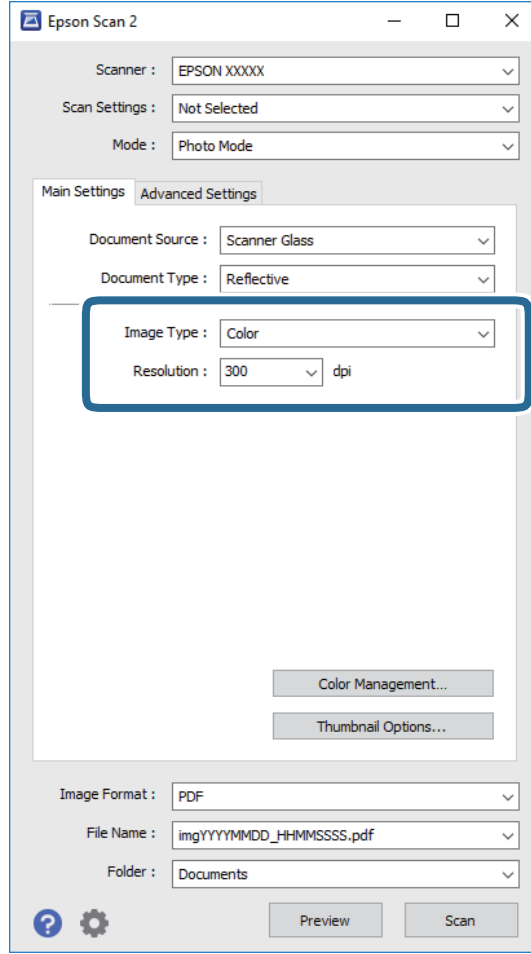 Epson Scan 2
Scanner : EPSON XXXXX
Scan Settings : Not Selected
Mode : Photo Mode
Main Settings Advanced Settings
Document Source : Scanner Glass
Document Type : Reflective
Image Type : Color
Resolution : 300 dpi
Color Management...
Thumbnail Options...
Image Format : PDF
File Name : imgYYYYMMDD_HHMMSSSS.pdf
Folder : Documents
? Preview Scan